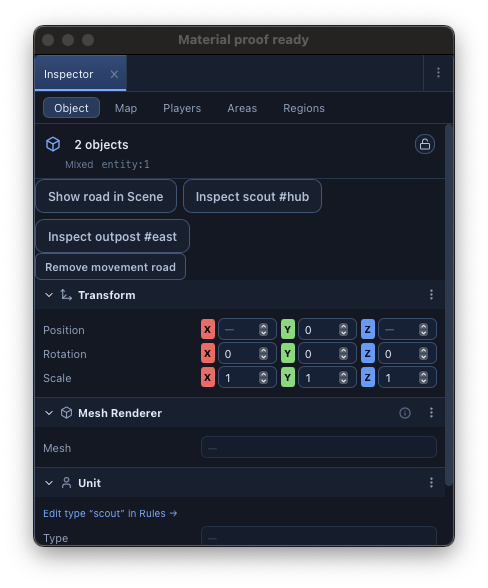 Material proof ready
Inspector
Object Map Players Areas Regions
2 objects
Mixed entity:1
Show road in Scene Inspect scout #hub
Inspect outpost #east
Remove movement road
Transform
Position X — Y 0 Z —
Rotation X 0 Y 0 Z 0
Scale X 1 Y 1 Z 1
Mesh Renderer
Mesh —
Unit
Edit type “scout” in Rules →
Type —